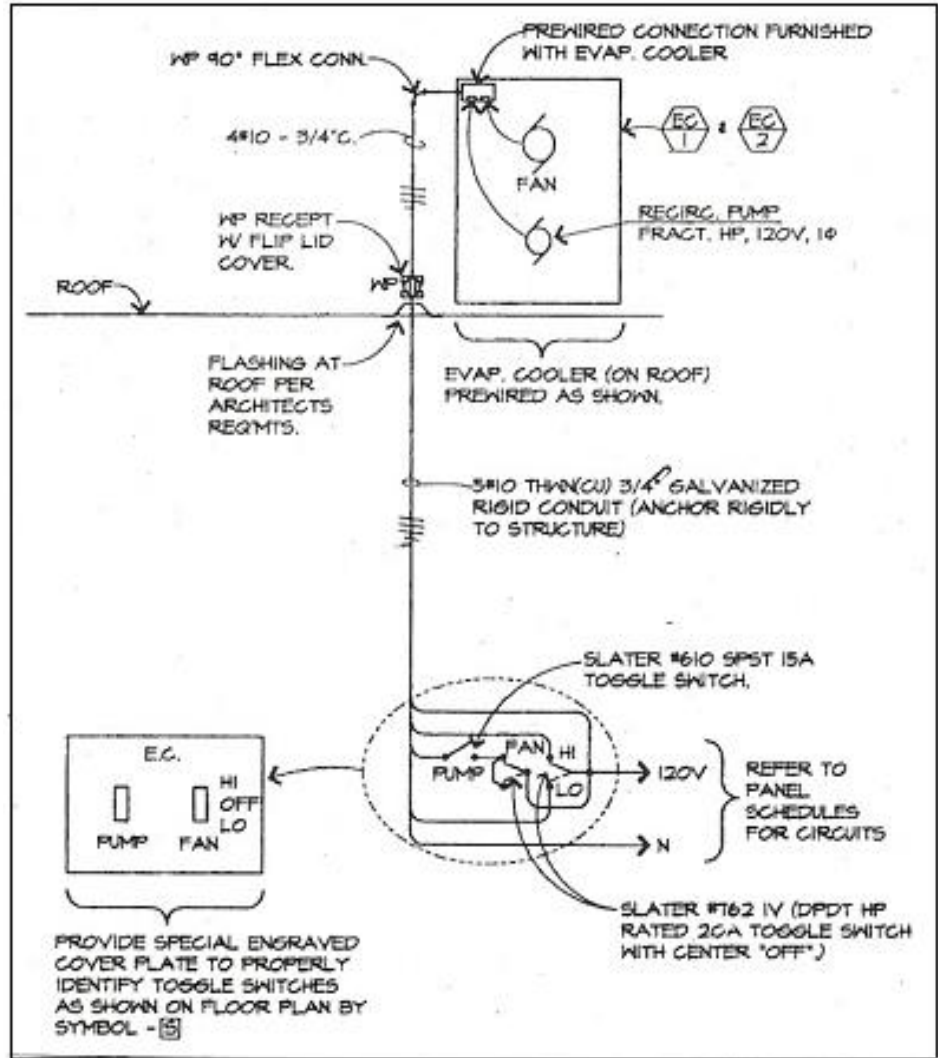 PREWIRED CONNECTION FURNISHED
WITH EVAP. COOLER
WP 90° FLEX CONN.
4#10 - 3/4"C.
EC
1
&
EC
2
FAN
WP RECEPT
W/ FLIP LID
COVER.
RECIRC. PUMP
FRACT. HP, 120V, 1Φ
WP
ROOF
FLASHING AT
ROOF PER
ARCHITECTS
REQ'MTS.
EVAP. COOLER (ON ROOF)
PREWIRED AS SHOWN.
5#10 THWN(CU) 3/4" GALVANIZED
RIGID CONDUIT (ANCHOR RIGIDLY
TO STRUCTURE)
SLATER #610 SPST 15A
TOGGLE SWITCH.
E.C.
HI
OFF
LO
PUMP
FAN
FAN
HI
PUMP
LO
120V
N
REFER TO
PANEL
SCHEDULES
FOR CIRCUITS
SLATER #762 IV (DPDT HP
RATED 20A TOGGLE SWITCH
WITH CENTER "OFF".)
PROVIDE SPECIAL ENGRAVED
COVER PLATE TO PROPERLY
IDENTIFY TOGGLE SWITCHES
AS SHOWN ON FLOOR PLAN BY
SYMBOL - S